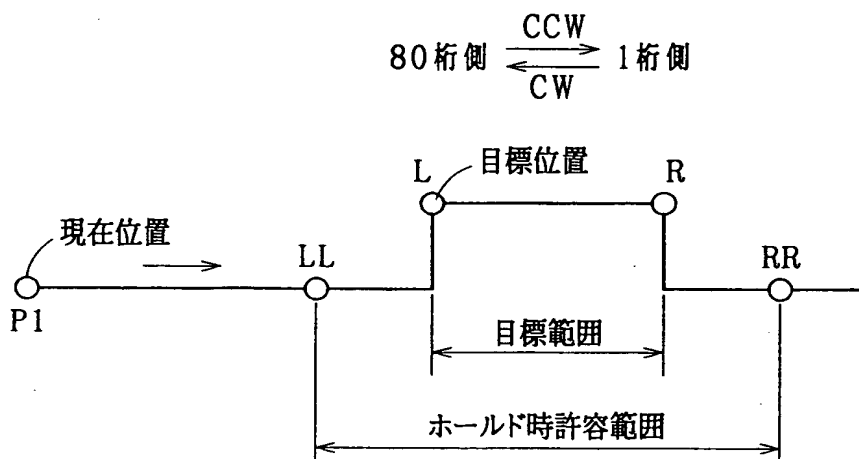 CCW
80桁側 1桁側
CW
L 目標位置 R
現在位置 LL RR
P1
目標範囲
ホールド時許容範囲